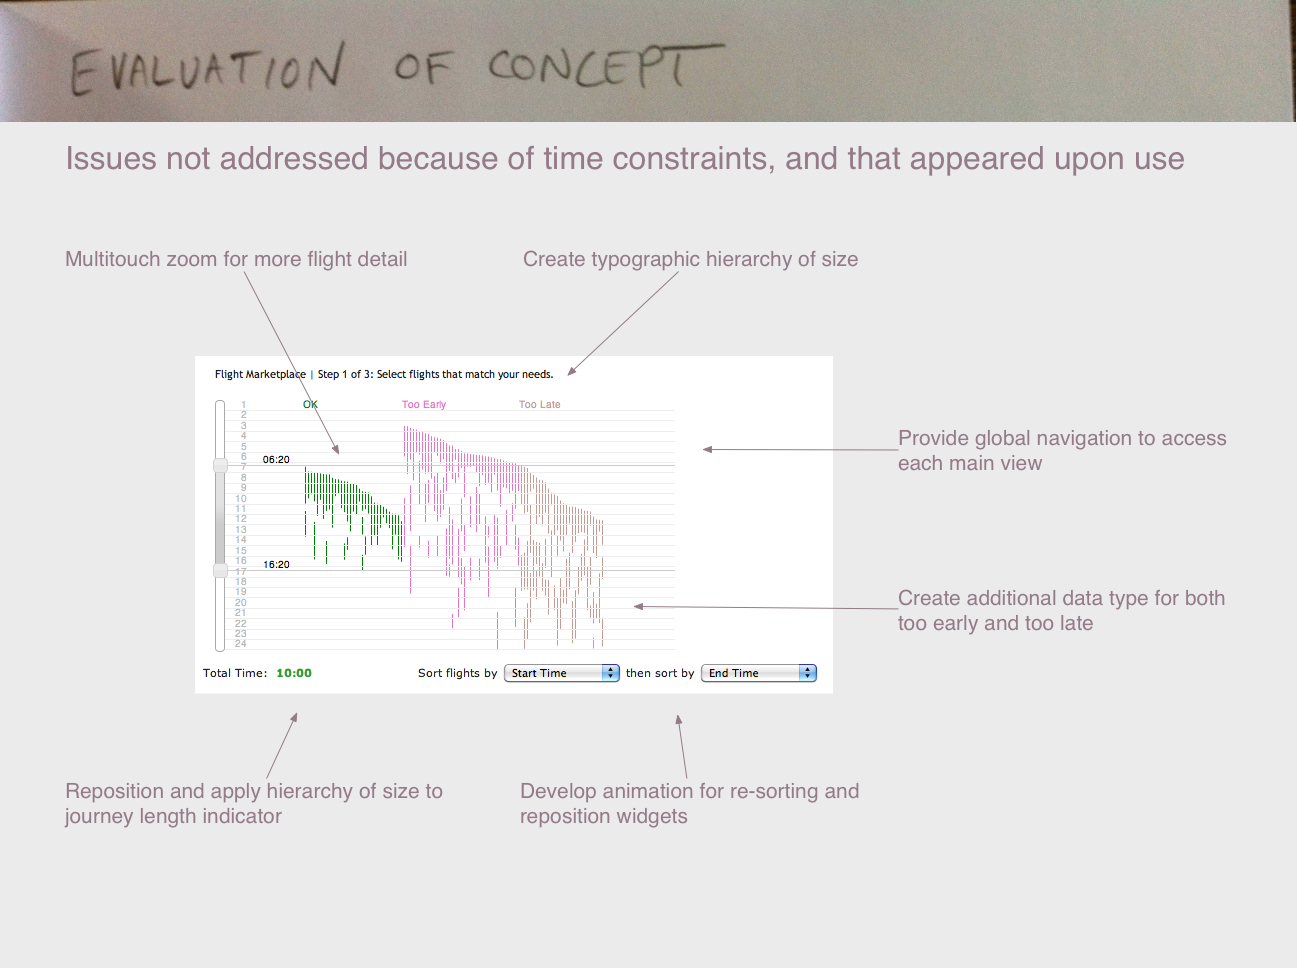 EVALUATION OF CONCEPT
Issues not addressed because of time constraints, and that appeared upon use
Multitouch zoom for more flight detail
Create typographic hierarchy of size
Flight Marketplace | Step 1 of 3: Select flights that match your needs.
OK
Too Early
Too Late
1
2
3
4
5
6
06:20
7
8
9
10
11
12
13
14
15
16
16:20
17
18
19
20
21
22
23
24
Provide global navigation to access
each main view
Create additional data type for both
too early and too late
Total Time: 10:00
Sort flights by Start Time then sort by End Time
Reposition and apply hierarchy of size to
journey length indicator
Develop animation for re-sorting and
reposition widgets